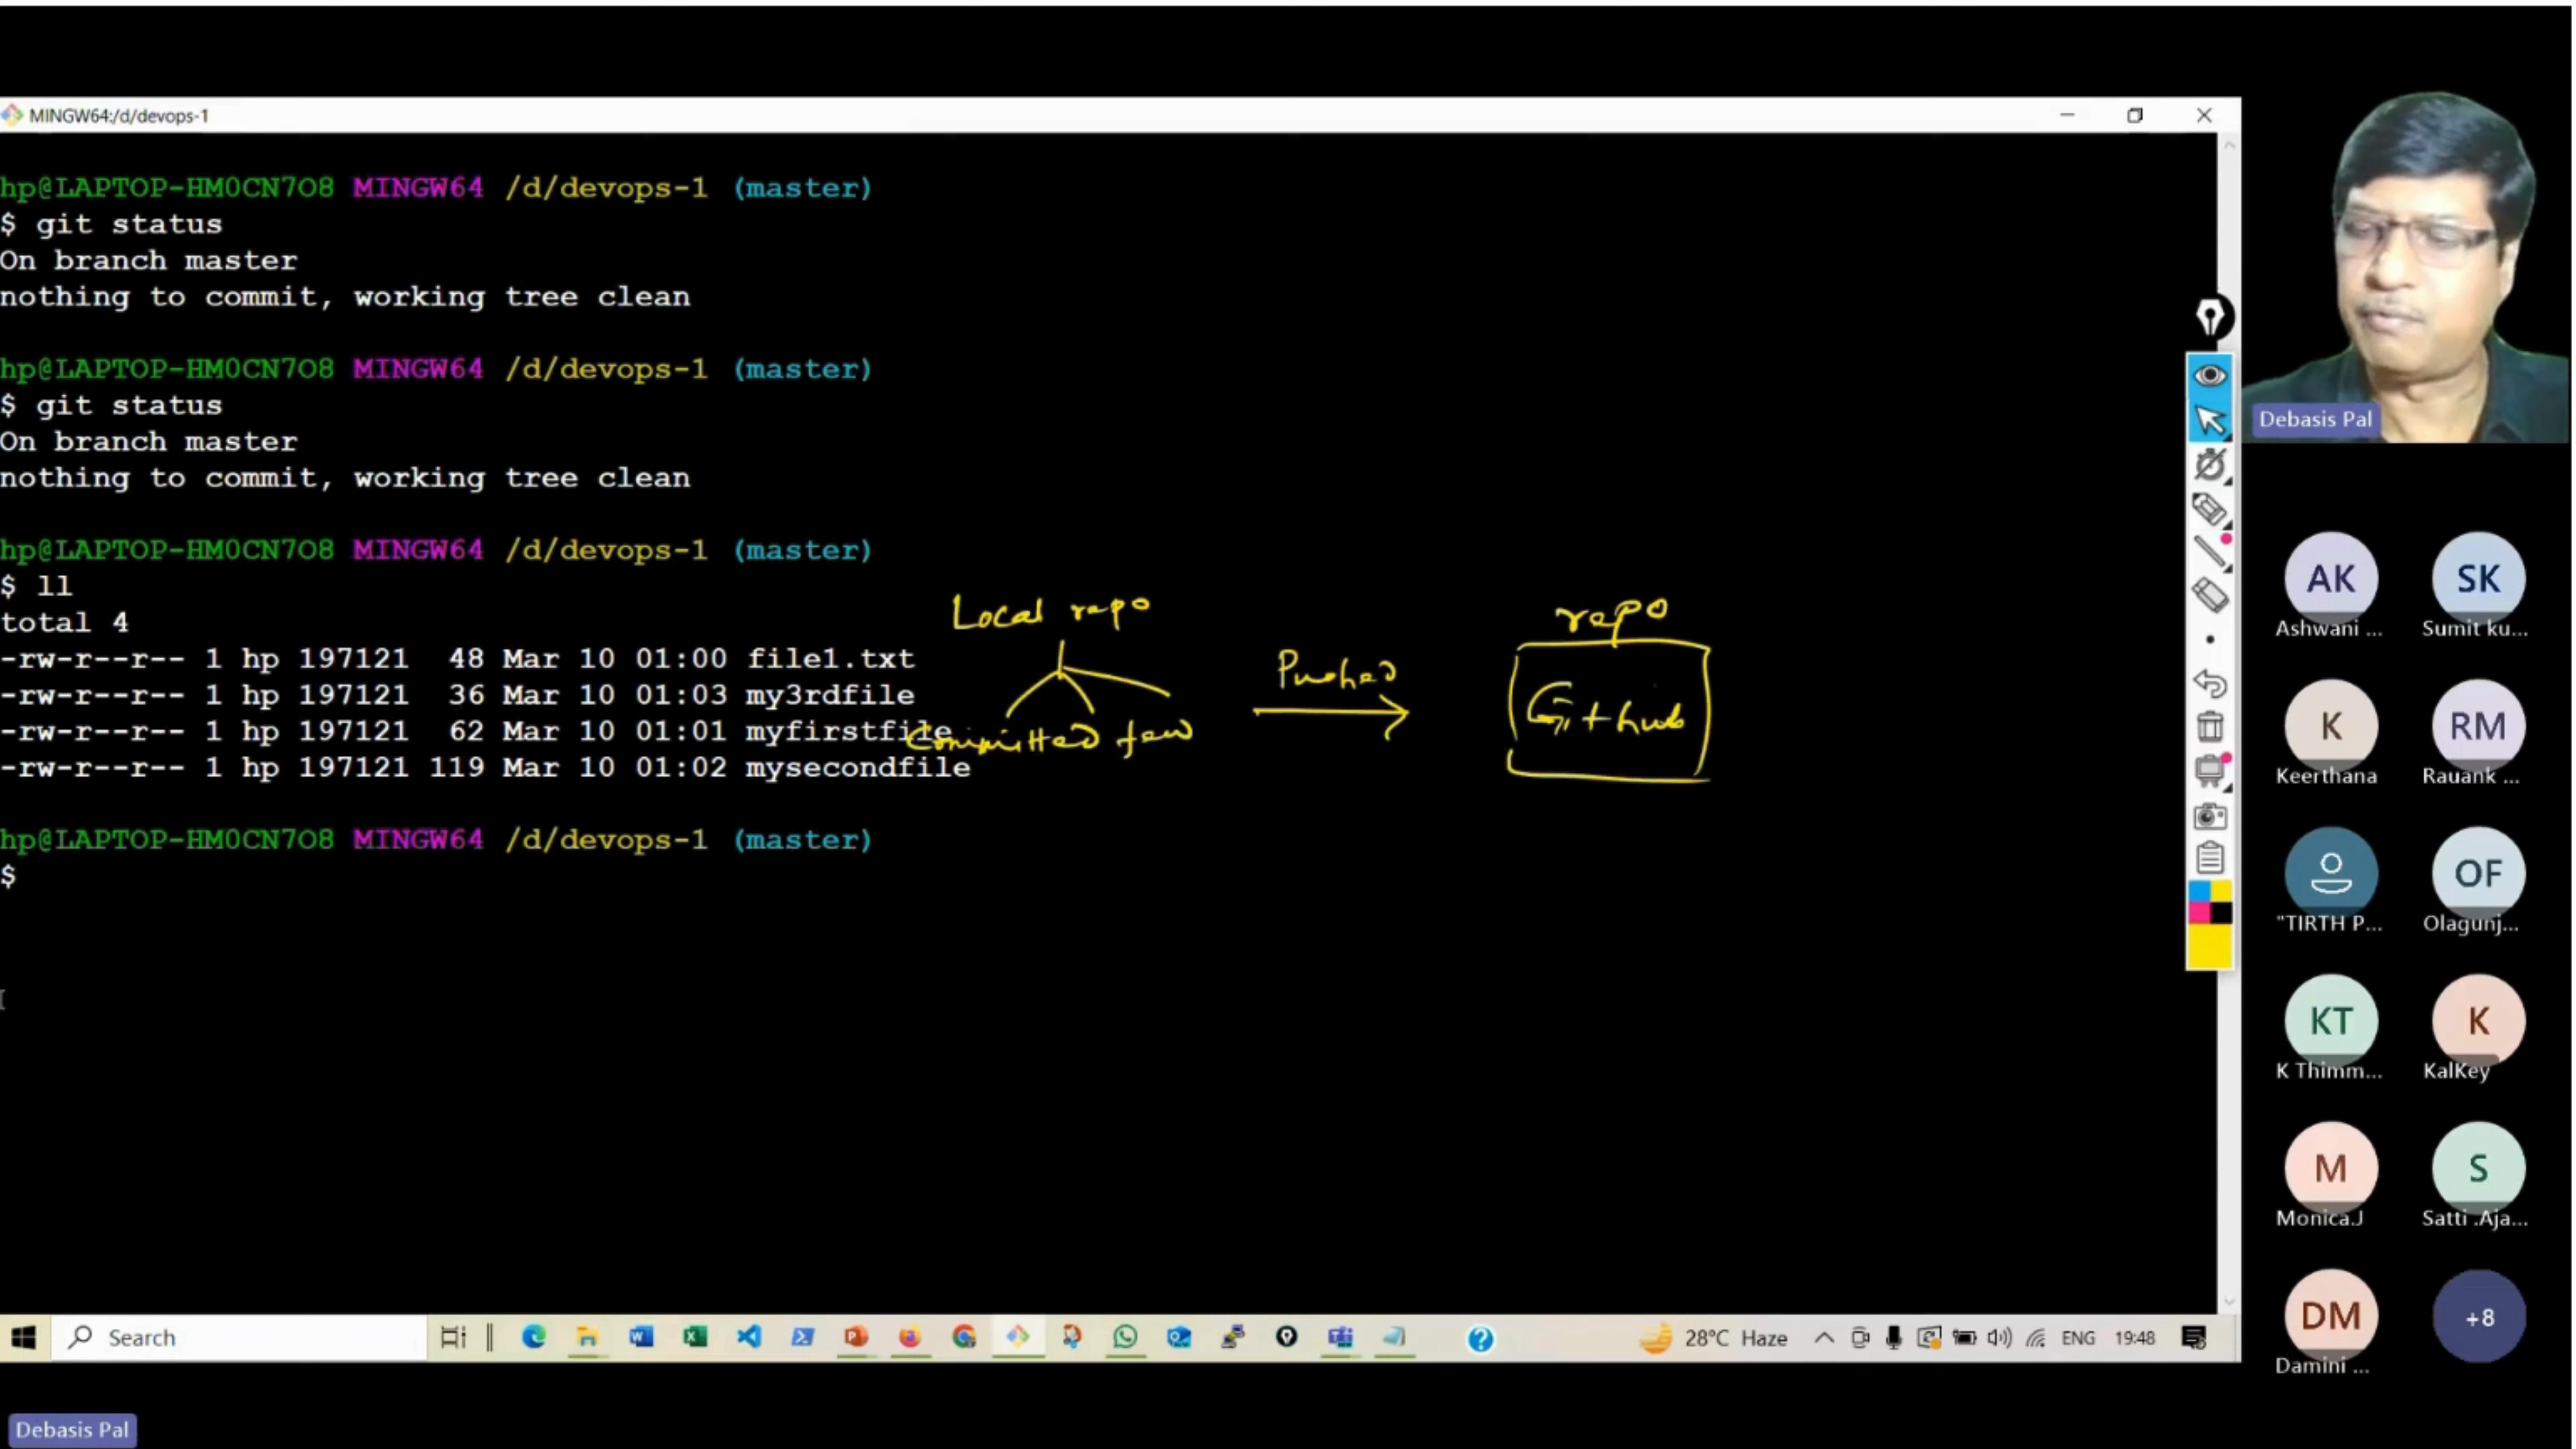 MINGW64:/d/devops-1
hp@LAPTOP-HM0CN7O8 MINGW64 /d/devops-1 (master)
$ git status
On branch master
nothing to commit, working tree clean
hp@LAPTOP-HM0CN7O8 MINGW64 /d/devops-1 (master)
$ git status
On branch master
nothing to commit, working tree clean
hp@LAPTOP-HM0CN7O8 MINGW64 /d/devops-1 (master)
$ ll
total 4
-rw-r--r-- 1 hp 197121  48 Mar 10 01:00 file1.txt
-rw-r--r-- 1 hp 197121  36 Mar 10 01:03 my3rdfile
-rw-r--r-- 1 hp 197121  62 Mar 10 01:01 myfirstfile
-rw-r--r-- 1 hp 197121 119 Mar 10 01:02 mysecondfile
hp@LAPTOP-HM0CN7O8 MINGW64 /d/devops-1 (master)
$
Local repo
Committed few
Pushed
repo
Github
Debasis Pal
AK
Ashwani ...
SK
Sumit ku...
K
Keerthana
RM
Rauank ...
"TIRTH P...
OF
Olagunj...
KT
K Thimm...
K
KalKey
M
Monica.J
S
Satti .Aja...
DM
Damini ...
+8
Search
28°C Haze
ENG
19:48
Debasis Pal